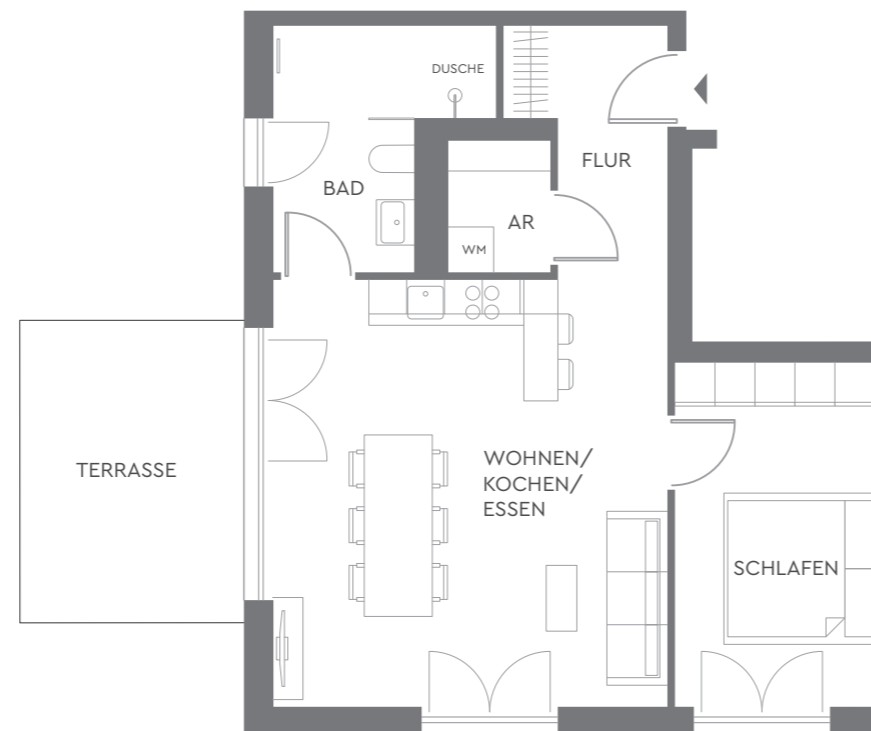 DUSCHE
FLUR
BAD
AR
WM
TERRASSE
WOHNEN/
KOCHEN/
ESSEN
SCHLAFEN